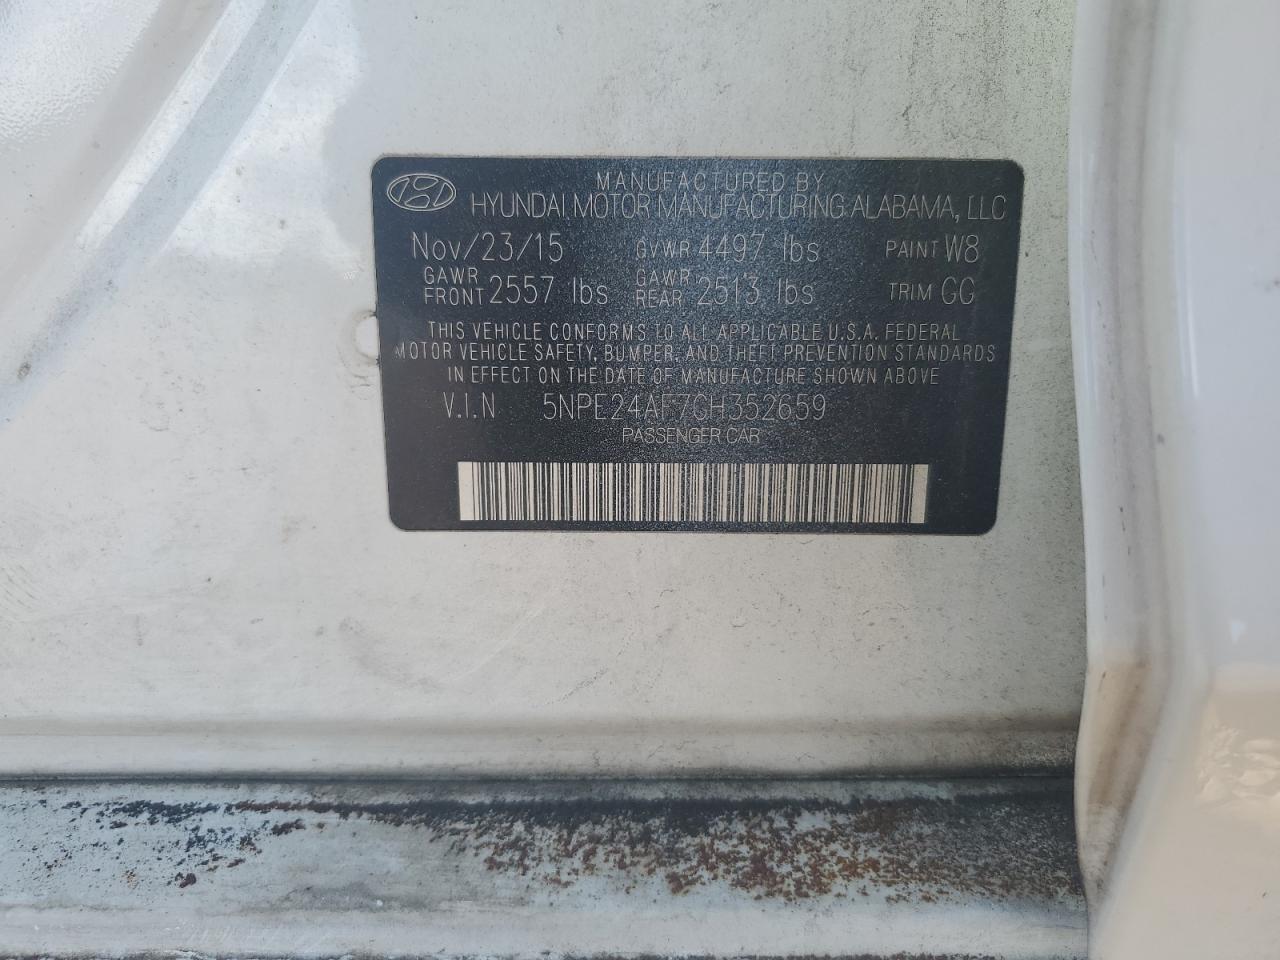 MANUFACTURED BY
HYUNDAI MOTOR MANUFACTURING ALABAMA, LLC
Nov/23/15 GVWR 4497 lbs PAINT W8
GAWR FRONT 2557 lbs GAWR REAR 2513 lbs TRIM GG
THIS VEHICLE CONFORMS TO ALL APPLICABLE U.S.A. FEDERAL
MOTOR VEHICLE SAFETY, BUMPER, AND THEFT PREVENTION STANDARDS
IN EFFECT ON THE DATE OF MANUFACTURE SHOWN ABOVE
V.I.N 5NPE24AF7GH352659
PASSENGER CAR